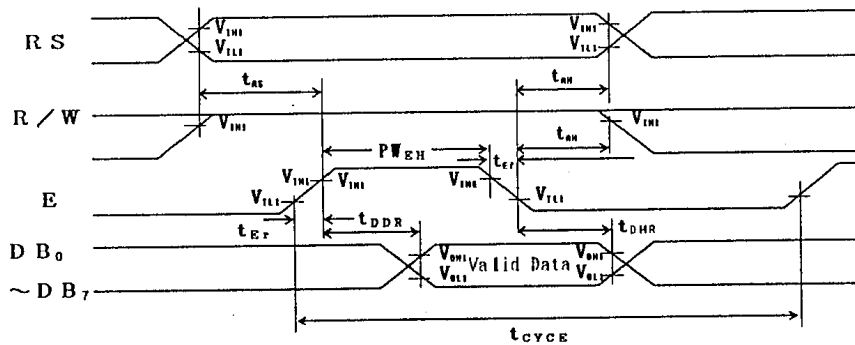 RS VIH1 VIH1
VIL1 VIL1
tAS tAH
R/W VIH1 VIH1
tAH
PWEH tEr
E VIH1 VIH1 VIH1
VIL1 VIL1
tEr tDDR tDHR
DB0 VOH1 VOH1
Valid Data
~DB7 VOL1 VOL1
tCYCE